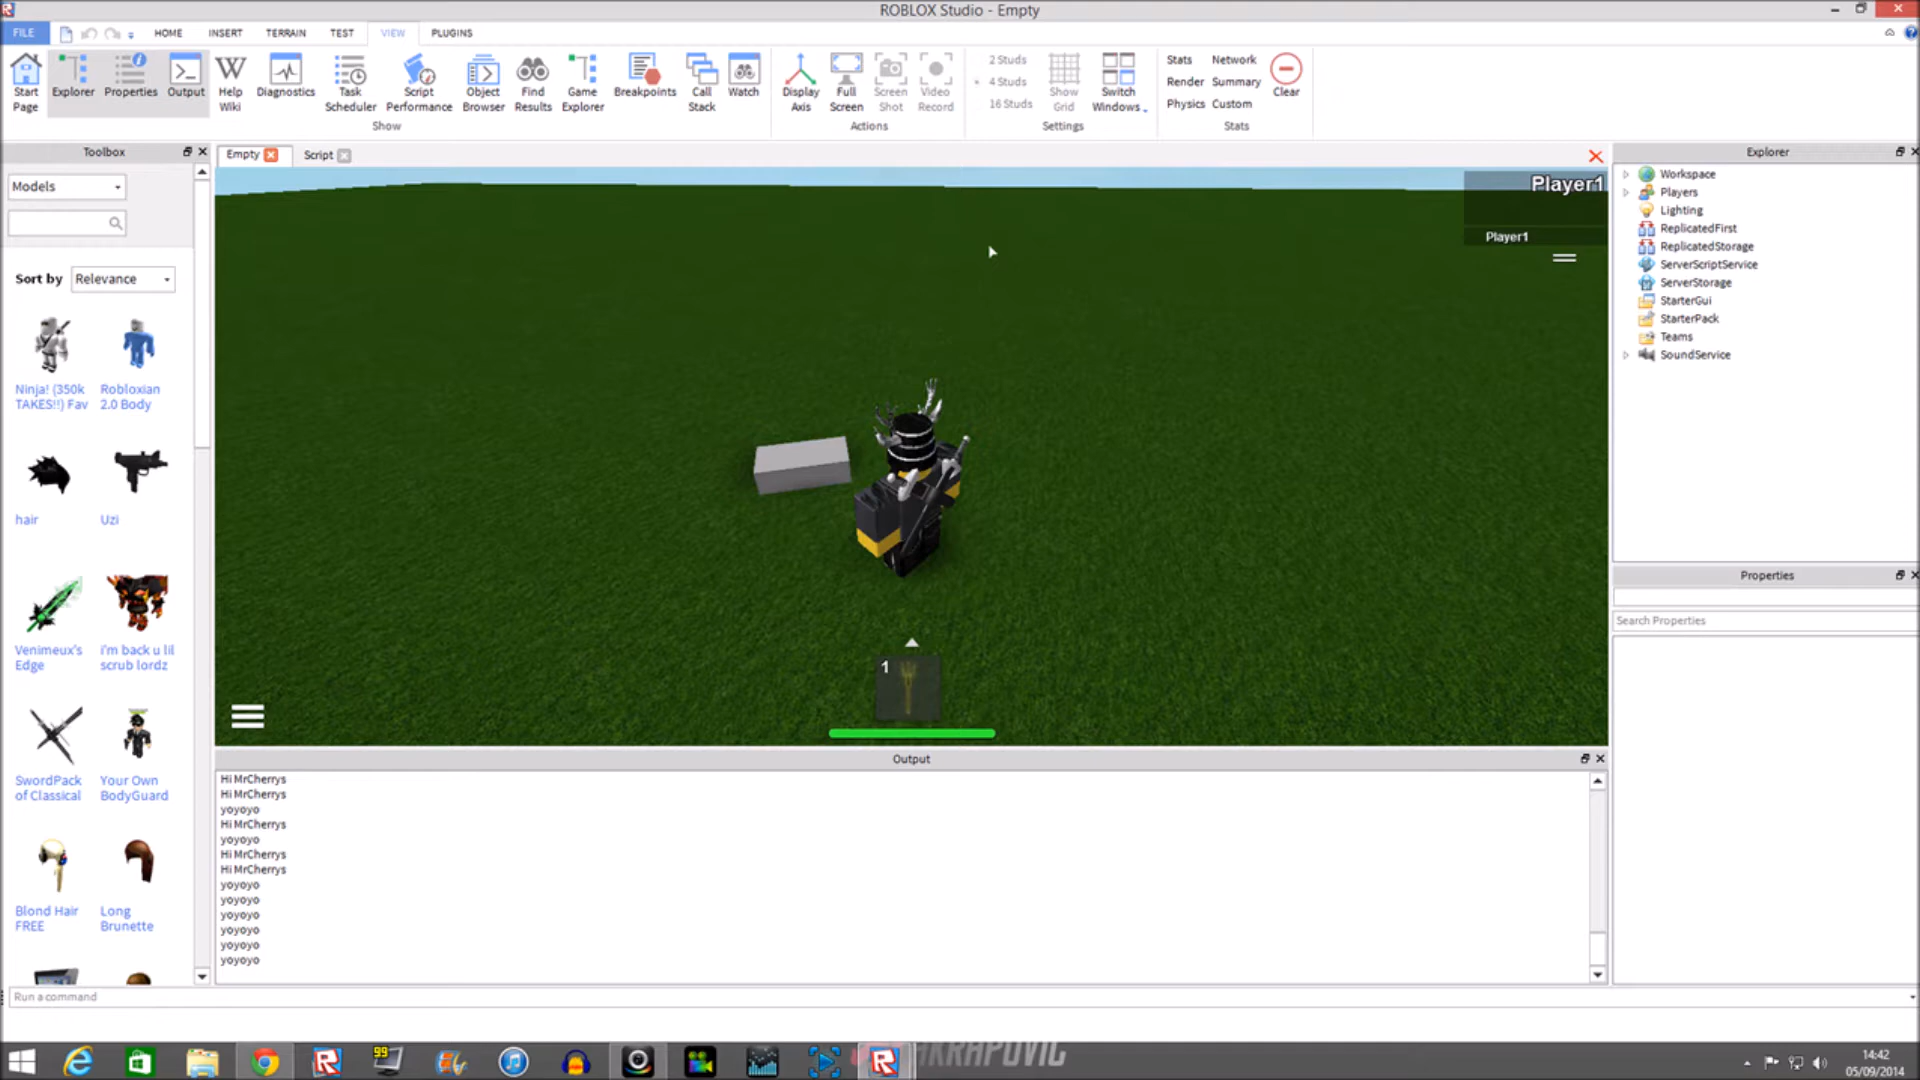 ROBLOX Studio - Empty
FILE HOME INSERT TERRAIN TEST VIEW PLUGINS
Start Page
Explorer
Properties
Output
Help Wiki
Diagnostics
Task Scheduler
Script Performance
Object Browser
Find Results
Game Explorer
Breakpoints
Call Stack
Watch
Show
Display Axis
Full Screen
Screen Shot
Video Record
Actions
2 Studs
4 Studs
16 Studs
Show Grid
Switch Windows
Settings
Stats Network
Render Summary
Physics Custom
Clear
Stats
Toolbox
Models
Sort by Relevance
Ninja! (350k TAKES!!) Fav
Robloxian 2.0 Body
hair
Uzi
Venimeux's Edge
i'm back u lil scrub lordz
SwordPack of Classical
Your Own BodyGuard
Blond Hair FREE
Long Brunette
Empty
Script
Player1
Player1
1
Output
Hi MrCherrys
Hi MrCherrys
yoyoyo
Hi MrCherrys
yoyoyo
Hi MrCherrys
Hi MrCherrys
yoyoyo
yoyoyo
yoyoyo
yoyoyo
yoyoyo
yoyoyo
Explorer
Workspace
Players
Lighting
ReplicatedFirst
ReplicatedStorage
ServerScriptService
ServerStorage
StarterGui
StarterPack
Teams
SoundService
Properties
Search Properties
Run a command
99
AKRAPOVIC
14:42
05/09/2014